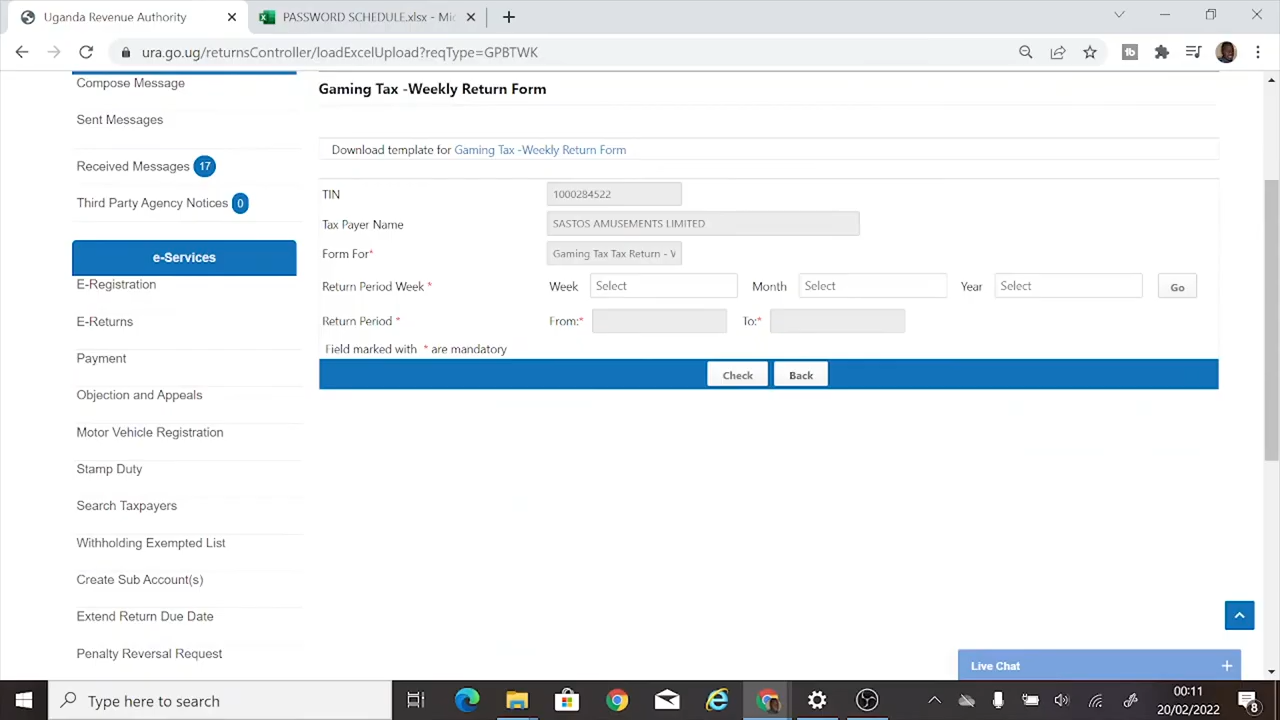 Uganda Revenue Authority
PASSWORD SCHEDULE.xlsx - Mic
ura.go.ug/returnsController/loadExcelUpload?reqType=GPBTWK
Compose Message
Sent Messages
Received Messages 17
Third Party Agency Notices 0
e-Services
E-Registration
E-Returns
Payment
Objection and Appeals
Motor Vehicle Registration
Stamp Duty
Search Taxpayers
Withholding Exempted List
Create Sub Account(s)
Extend Return Due Date
Penalty Reversal Request
Gaming Tax -Weekly Return Form
Download template for Gaming Tax -Weekly Return Form
TIN 1000284522
Tax Payer Name SASTOS AMUSEMENTS LIMITED
Form For* Gaming Tax Tax Return - W
Return Period Week * Week Select Month Select Year Select Go
Return Period * From:* To:*
Field marked with * are mandatory
Check Back
Live Chat +
Type here to search
00:11
20/02/2022
8